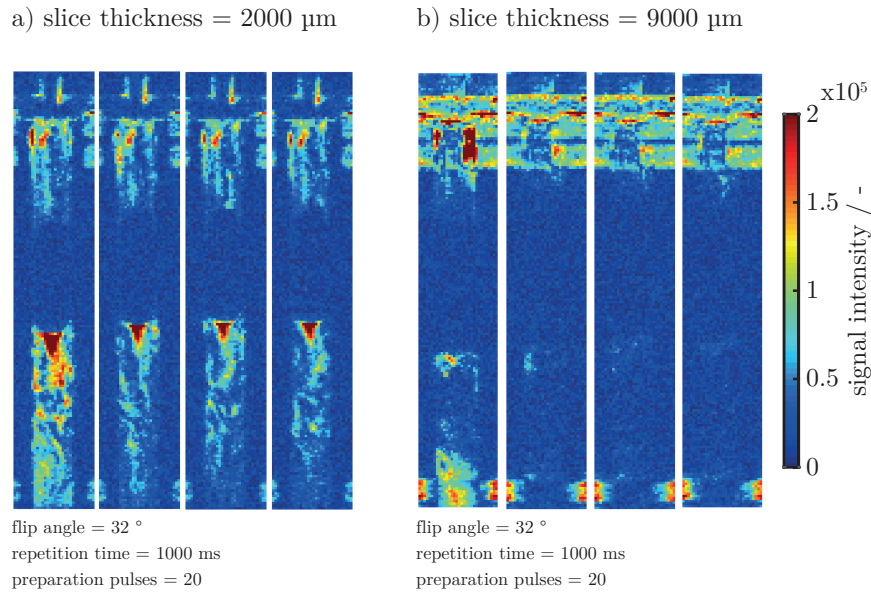 a) slice thickness = 2000 µm
b) slice thickness = 9000 µm
x10⁵
2
1.5
1
0.5
0
signal intensity / -
flip angle = 32 °
repetition time = 1000 ms
preparation pulses = 20
flip angle = 32 °
repetition time = 1000 ms
preparation pulses = 20